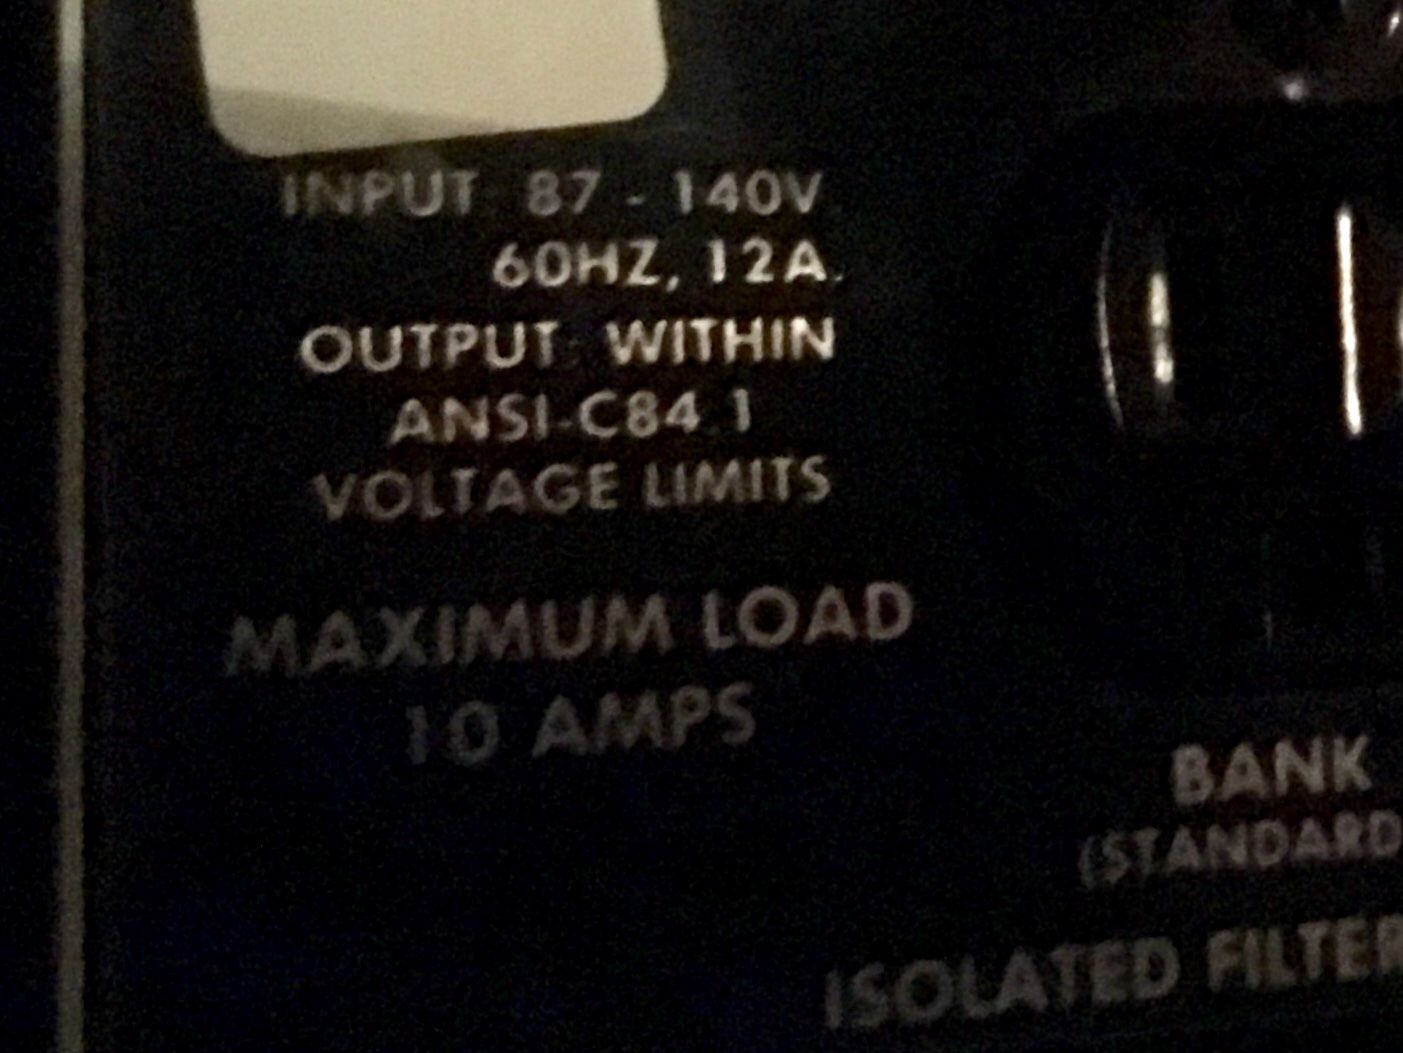 INPUT 87 - 140V
60HZ, 12A.
OUTPUT WITHIN
ANSI-C84.1
VOLTAGE LIMITS
MAXIMUM LOAD
10 AMPS
BANK
(STANDARD
ISOLATED FILTER